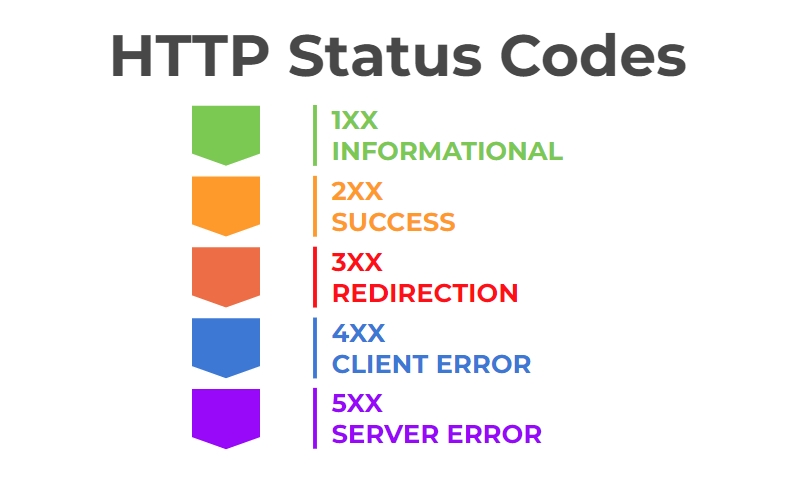 HTTP Status Codes
1XX
INFORMATIONAL
2XX
SUCCESS
3XX
REDIRECTION
4XX
CLIENT ERROR
5XX
SERVER ERROR